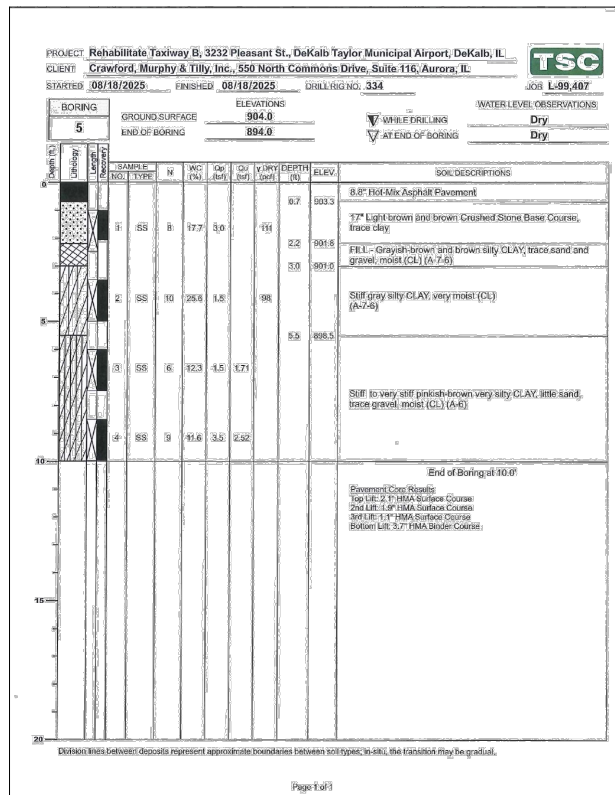 PROJECT Rehabilitate Taxiway B, 3232 Pleasant St., DeKalb Taylor Municipal Airport, DeKalb, IL
CLIENT Crawford, Murphy & Tilly, Inc., 550 North Commons Drive, Suite 116, Aurora, IL
TSC
STARTED 08/18/2025 FINISHED 08/18/2025 DRILL RIG NO. 334 JOB L-99,407
BORING
5
ELEVATIONS
GROUND SURFACE 904.0
END OF BORING 894.0
WATER LEVEL OBSERVATIONS
WHILE DRILLING Dry
AT END OF BORING Dry
Depth (ft.) Lithology Length Recovery SAMPLE NO. TYPE N WC (%) Qp (tsf) Qu (tsf) γ DRY (pcf) DEPTH (ft) ELEV. SOIL DESCRIPTIONS
0
8.8" Hot-Mix Asphalt Pavement
0.7 903.3
17" Light-brown and brown Crushed Stone Base Course,
trace clay
1 SS 8 17.7 3.0 111
2.2 901.8
FILL - Grayish-brown and brown silty CLAY, trace sand and
gravel, moist (CL) (A-7-6)
3.0 901.0
Stiff gray silty CLAY, very moist (CL)
(A-7-6)
2 SS 10 25.6 1.5 98
5
5.5 898.5
3 SS 6 12.3 1.5 1.71
Stiff to very stiff pinkish-brown very silty CLAY, little sand,
trace gravel, moist (CL) (A-6)
4 SS 9 11.6 3.5 2.52
10
End of Boring at 10.0'
Pavement Core Results
Top Lift: 2.1" HMA Surface Course
2nd Lift: 1.9" HMA Surface Course
3rd Lift: 1.1" HMA Surface Course
Bottom Lift: 3.7" HMA Binder Course
15
20
Division lines between deposits represent approximate boundaries between soil types; in-situ, the transition may be gradual.
Page 1 of 1